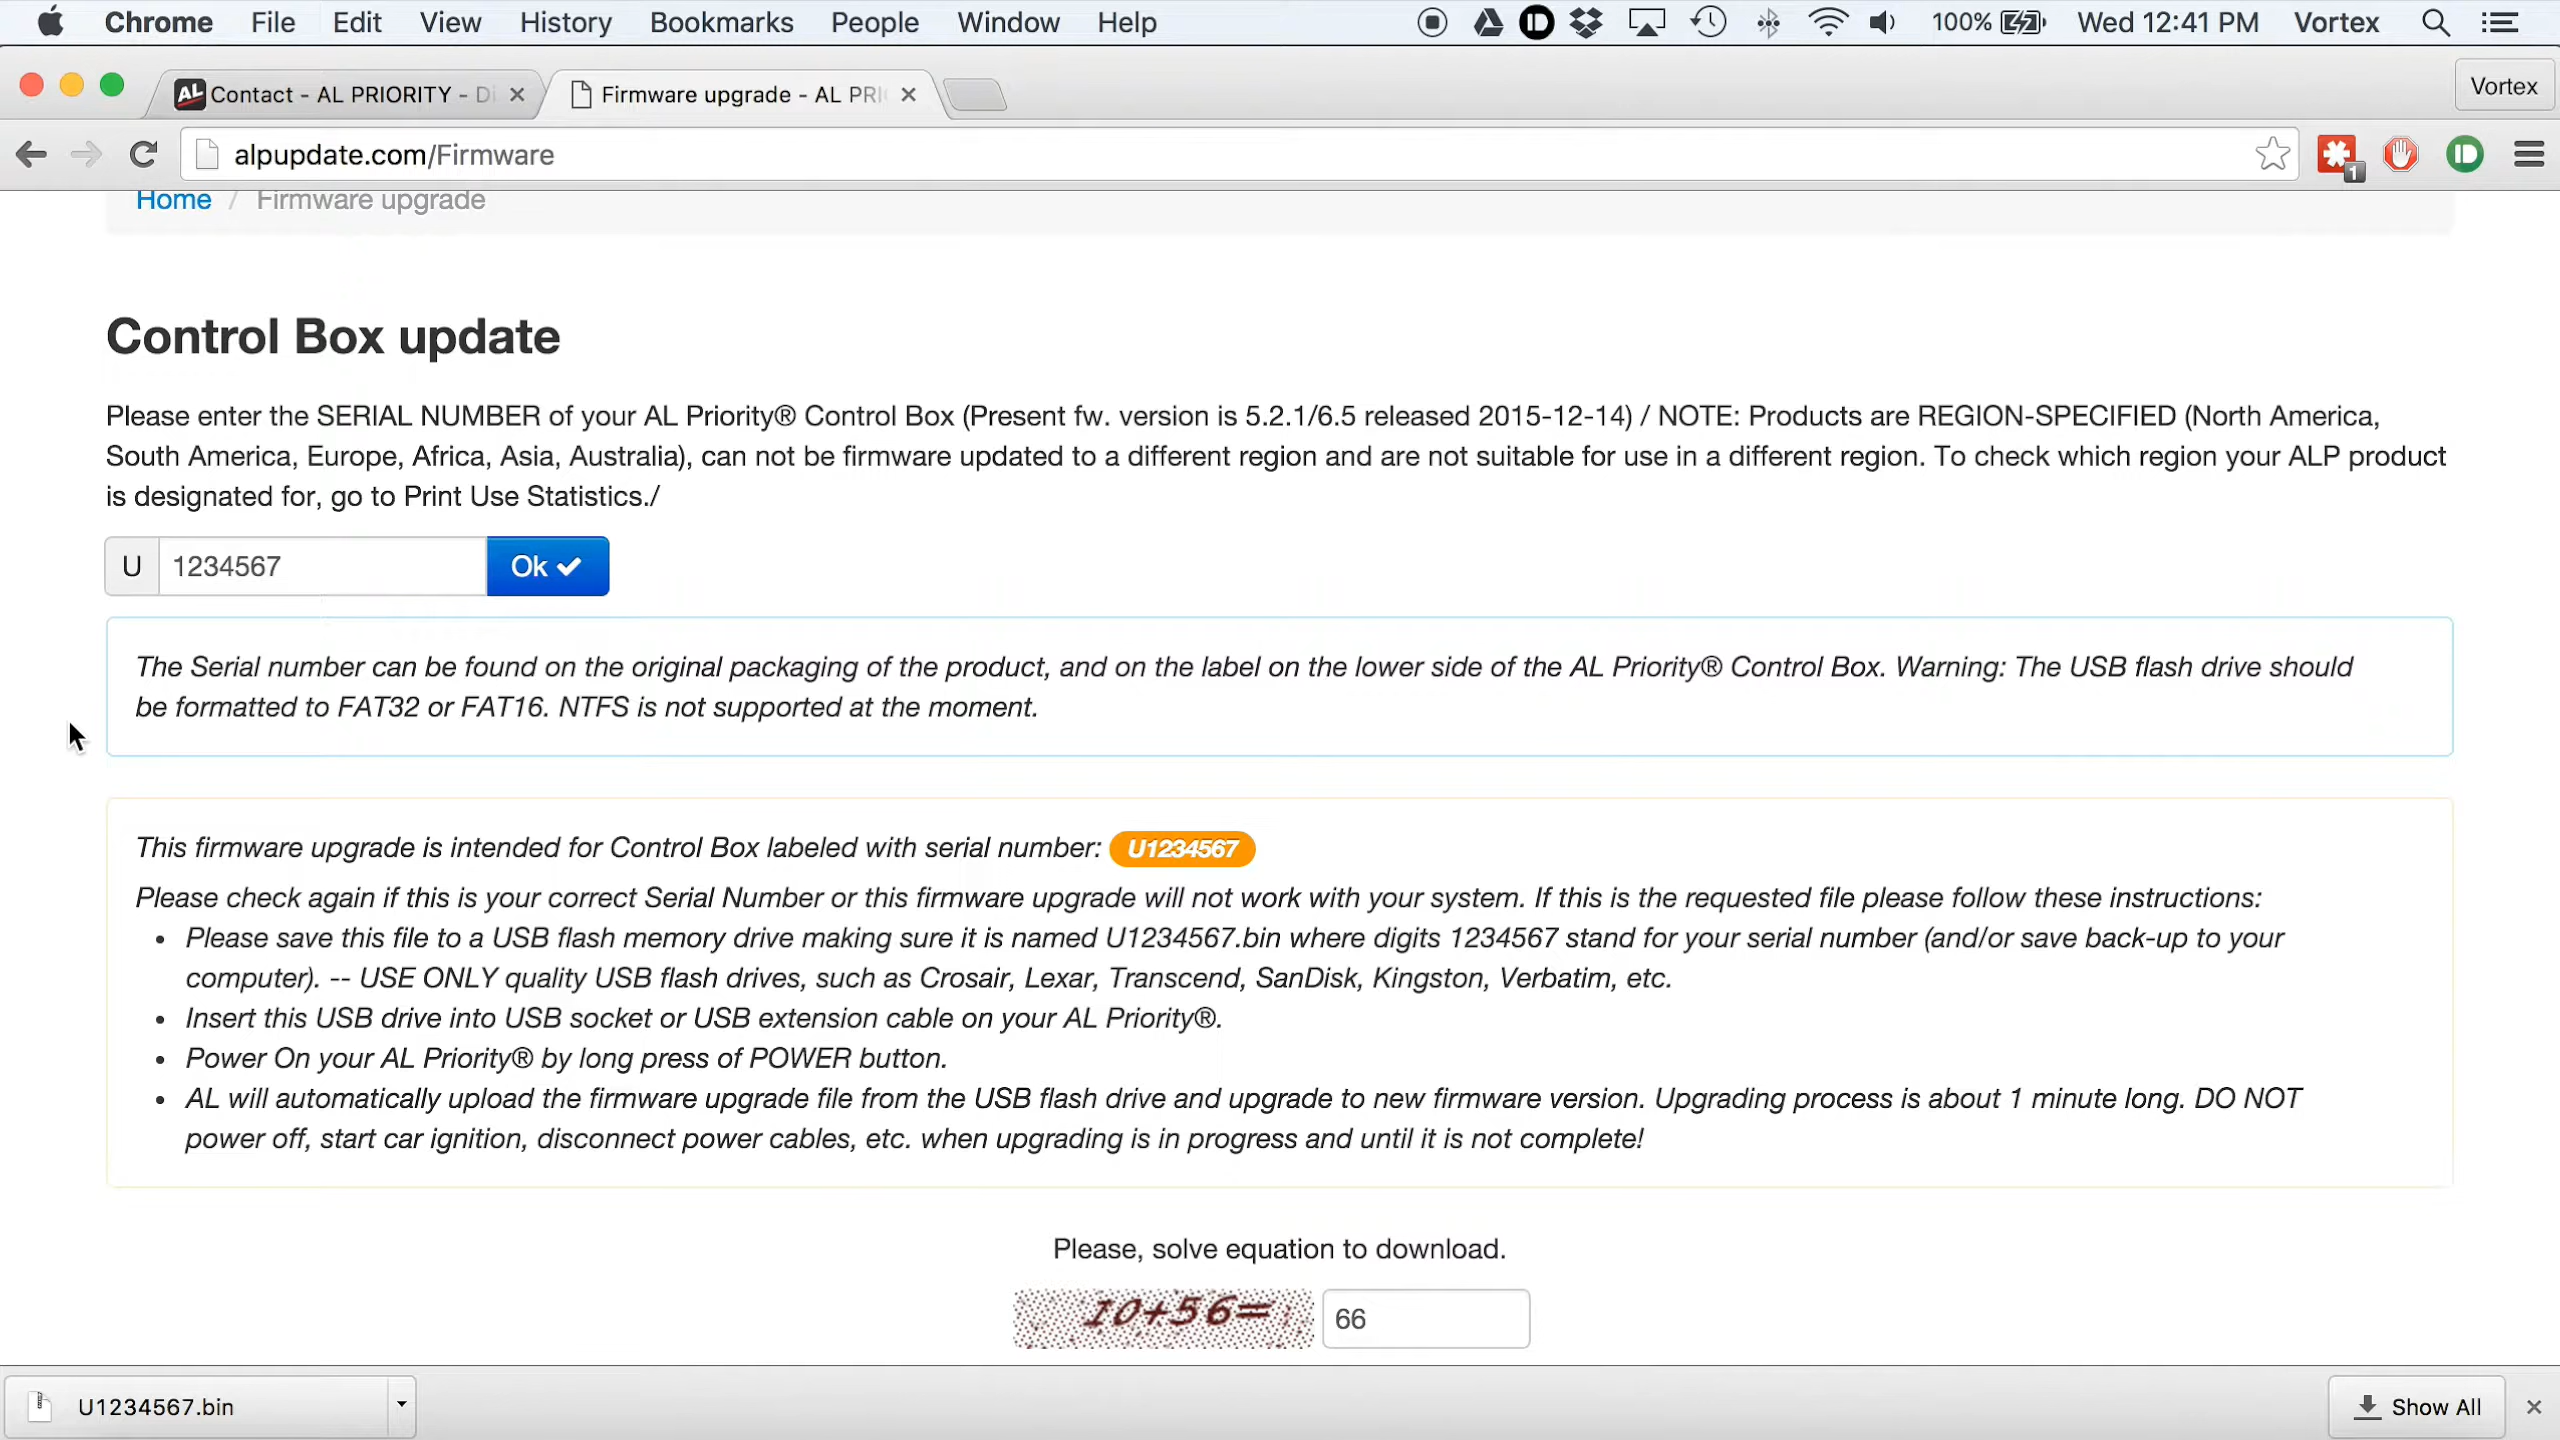 Chrome File Edit View History Bookmarks People Window Help 100% Wed 12:41 PM Vortex
AL Contact - AL PRIORITY - Di Firmware upgrade - AL PRI Vortex
alpupdate.com/Firmware 1
Home / Firmware upgrade
Control Box update
Please enter the SERIAL NUMBER of your AL Priority® Control Box (Present fw. version is 5.2.1/6.5 released 2015-12-14) / NOTE: Products are REGION-SPECIFIED (North America,
South America, Europe, Africa, Asia, Australia), can not be firmware updated to a different region and are not suitable for use in a different region. To check which region your ALP product
is designated for, go to Print Use Statistics./
U 1234567 Ok
The Serial number can be found on the original packaging of the product, and on the label on the lower side of the AL Priority® Control Box. Warning: The USB flash drive should
be formatted to FAT32 or FAT16. NTFS is not supported at the moment.
This firmware upgrade is intended for Control Box labeled with serial number: U1234567
Please check again if this is your correct Serial Number or this firmware upgrade will not work with your system. If this is the requested file please follow these instructions:
• Please save this file to a USB flash memory drive making sure it is named U1234567.bin where digits 1234567 stand for your serial number (and/or save back-up to your
computer). -- USE ONLY quality USB flash drives, such as Crosair, Lexar, Transcend, SanDisk, Kingston, Verbatim, etc.
• Insert this USB drive into USB socket or USB extension cable on your AL Priority®.
• Power On your AL Priority® by long press of POWER button.
• AL will automatically upload the firmware upgrade file from the USB flash drive and upgrade to new firmware version. Upgrading process is about 1 minute long. DO NOT
power off, start car ignition, disconnect power cables, etc. when upgrading is in progress and until it is not complete!
Please, solve equation to download.
10+56= 66
U1234567.bin Show All